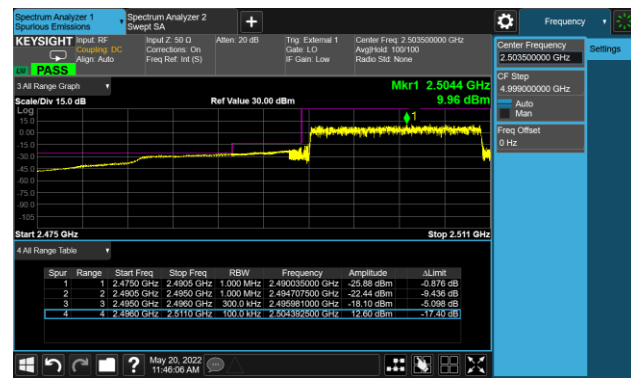 Spectrum Analyzer 1
Spurious Emissions
Spectrum Analyzer 2
Swept SA
Frequency
KEYSIGHT
Input: RF
Coupling: DC
Align: Auto
Input Z: 50 Ω
Corrections: On
Freq Ref: Int (S)
Atten: 20 dB
Trig: External 1
Gate: LO
IF Gain: Low
Center Freq: 2.503500000 GHz
Avg|Hold: 100/100
Radio Std: None
PASS
Center Frequency
2.503500000 GHz
Settings
CF Step
4.999000000 GHz
Auto
Man
Freq Offset
0 Hz
3 All Range Graph
Mkr1 2.5044 GHz
Scale/Div 15.0 dB
Ref Value 30.00 dBm
9.96 dBm
Log
1
15.0
0.00
-15.0
-30.0
-45.0
-60.0
-75.0
-90.0
-105
Start 2.475 GHz
Stop 2.511 GHz
4 All Range Table
Spur Range Start Freq Stop Freq RBW Frequency Amplitude ΔLimit
1 1 2.4750 GHz 2.4905 GHz 1.000 MHz 2.490035000 GHz -25.88 dBm -0.876 dB
2 2 2.4905 GHz 2.4950 GHz 1.000 MHz 2.494707500 GHz -22.44 dBm -9.436 dB
3 3 2.4950 GHz 2.4960 GHz 300.0 kHz 2.495981000 GHz -18.10 dBm -5.098 dB
4 4 2.4960 GHz 2.5110 GHz 100.0 kHz 2.504392500 GHz 12.60 dBm -17.40 dB
?
May 20, 2022
11:46:06 AM